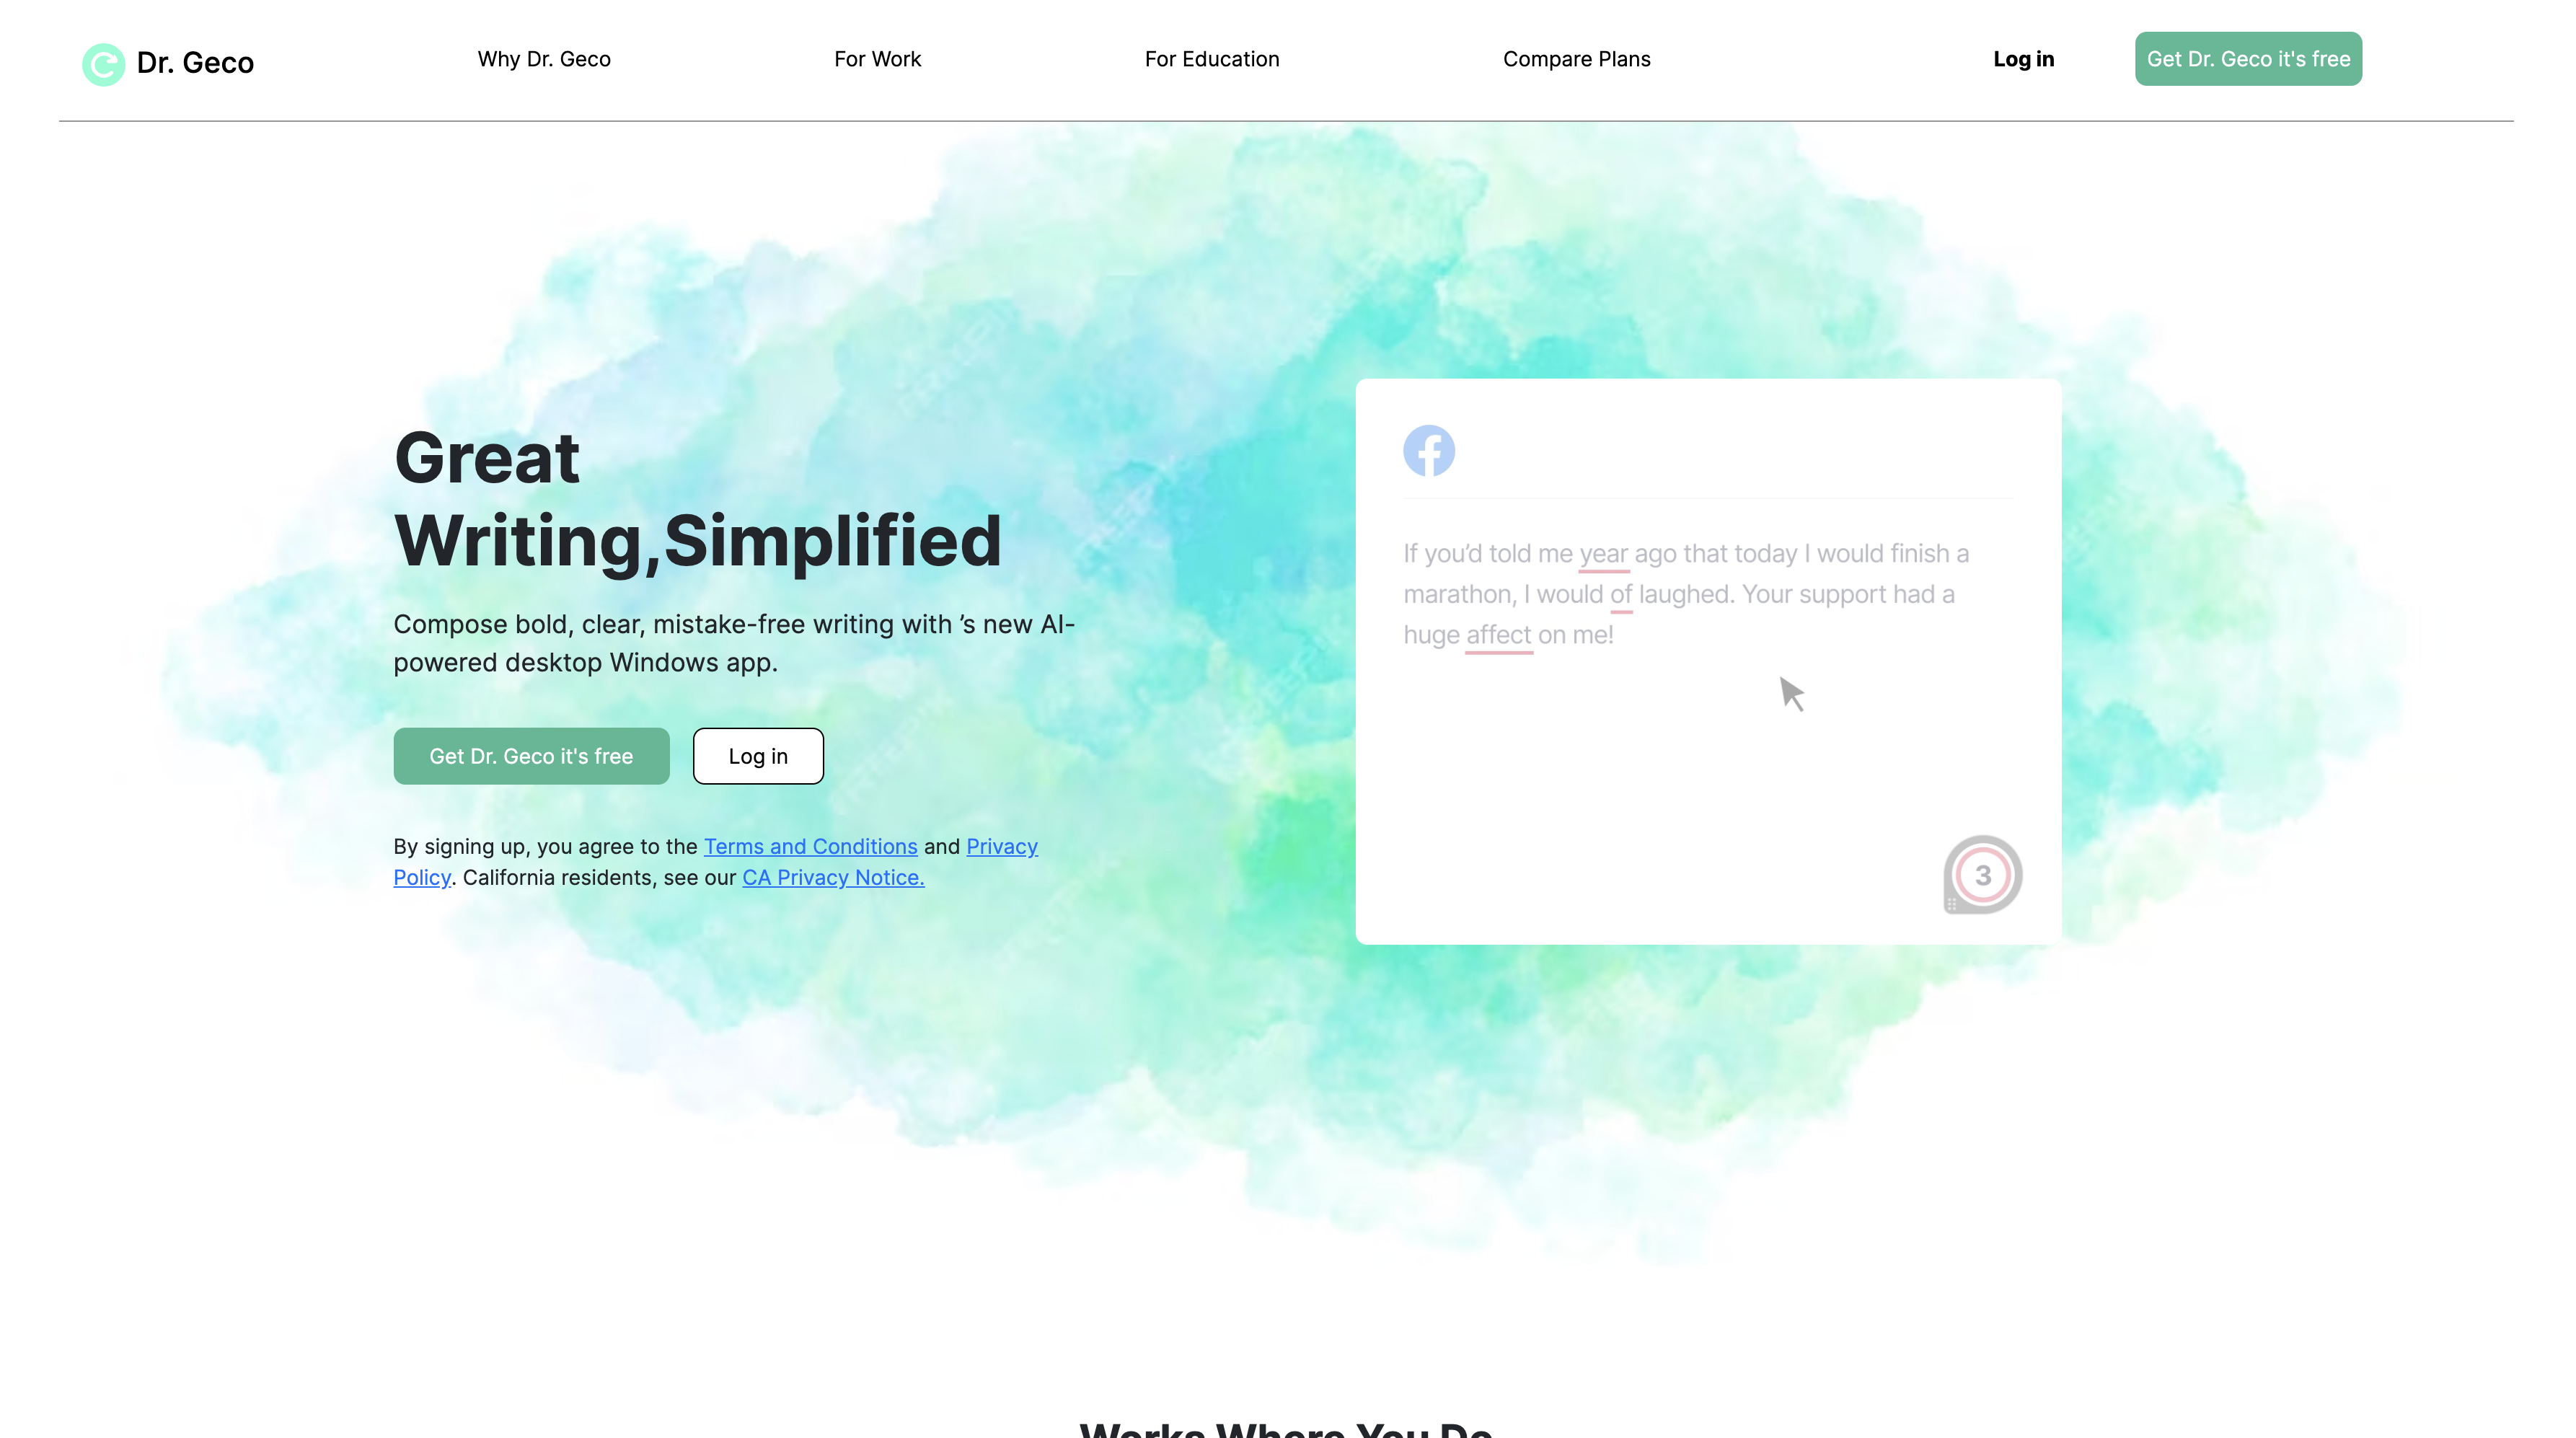 Dr. Geco
Why Dr. Geco
For Work
For Education
Compare Plans
Log in
Get Dr. Geco it's free
Great
Writing,Simplified
Compose bold, clear, mistake-free writing with ’s new AI-
powered desktop Windows app.
Get Dr. Geco it's free
Log in
By signing up, you agree to the Terms and Conditions and Privacy
Policy. California residents, see our CA Privacy Notice.
If you’d told me year ago that today I would finish a
marathon, I would of laughed. Your support had a
huge affect on me!
3
Works Where You Do